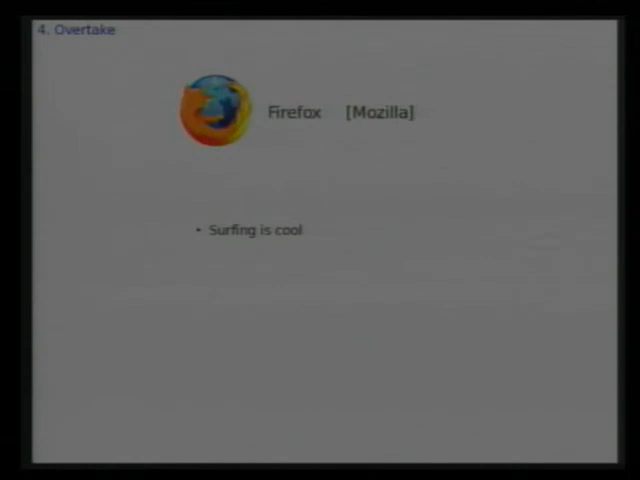 4. Overtake
Firefox [Mozilla]
• Surfing is cool